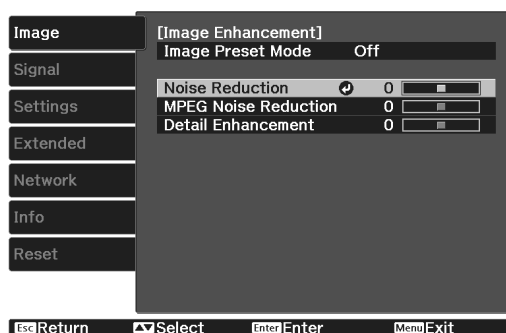 Image
Signal
Settings
Extended
Network
Info
Reset
[Image Enhancement]
Image Preset Mode Off
Noise Reduction 0
MPEG Noise Reduction 0
Detail Enhancement 0
Esc Return Select Enter Enter Menu Exit